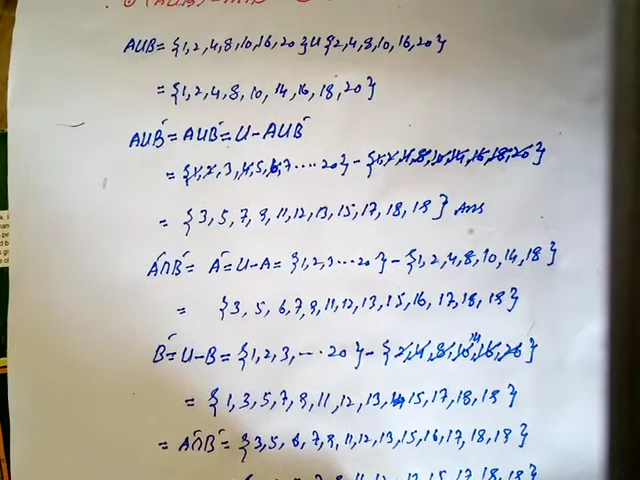 AUB = {1,2,4,8,10,16,20} U {2,4,8,10,16,20}
= {1,2,4,8,10,14,16,18,20}
AUB' = AUB' = U - AUB'
= {1,2,3,4,5,6,7 .... 20} - {1,2,4,8,10,14,16,18,20}
= {3,5,7,9,11,12,13,15,17,18,19} Ans
A'∩B' = A' = U-A = {1,2,3 ... 20} - {1,2,4,8,10,14,18}
= {3,5,6,7,9,11,12,13,15,16,17,18,19}
B' = U-B = {1,2,3, ... 20} - {2,4,8,10,14,16,20}
= {1,3,5,7,9,11,12,13,14,15,17,18,19}
= A'∩B' = {3,5,6,7,9,11,12,13,15,16,17,18,19}